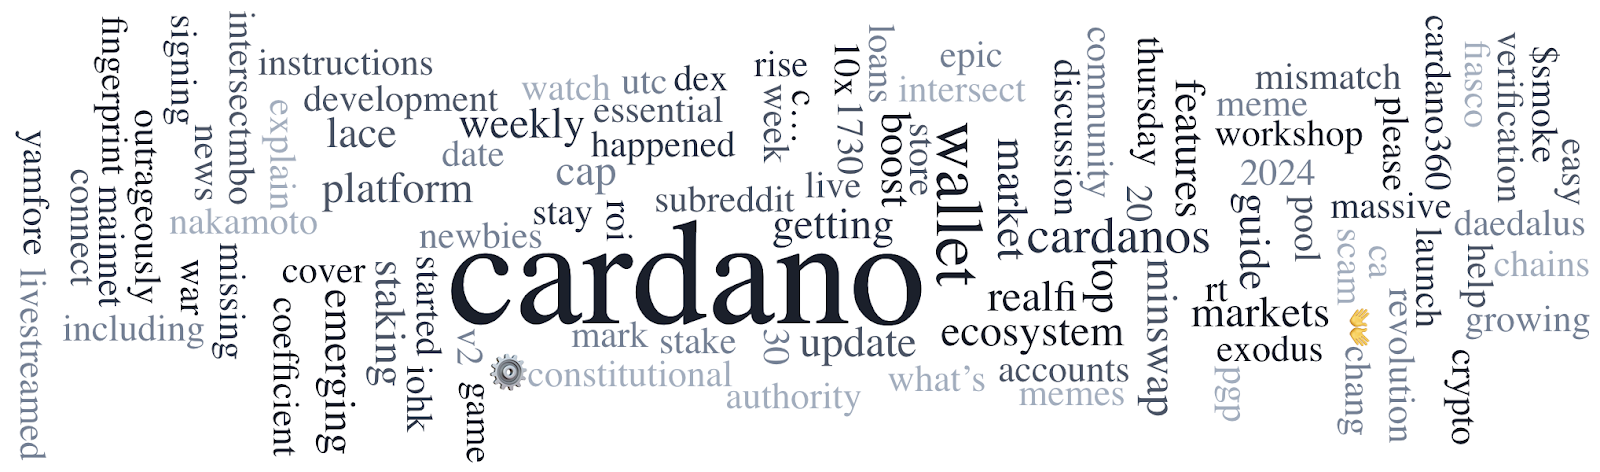 yamfore
livestreamed
connect
fingerprint
mainnet
outrageously
including
signing
news
nakamoto
war
missing
intersectmbo
explain
instructions
development
lace
platform
cover
coefficient
emerging
staking
started
iohk
newbies
watch
utc
dex
weekly
essential
date
happened
cap
stay
roi
subreddit
cardano
v2
game
constitutional
mark
stake
30
authority
update
rise
week
c…
10x
1730
live
getting
loans
boost
store
epic
intersect
wallet
market
cardanos
realfi
top
ecosystem
what's
accounts
memes
discussion
community
thursday
20
minswap
features
mismatch
meme
workshop
2024
guide
pool
rt
markets
exodus
pgp
please
massive
scam
ca
chang
revolution
launch
cardano360
fiasco
verification
$smoke
easy
daedalus
help
chains
growing
crypto